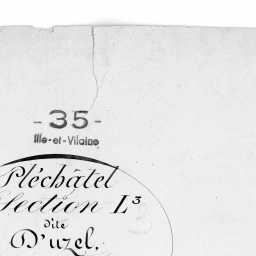 - 35 -
Ille-et-Vilaine
Pléchâtel
Section L³
dite
D'uzel.